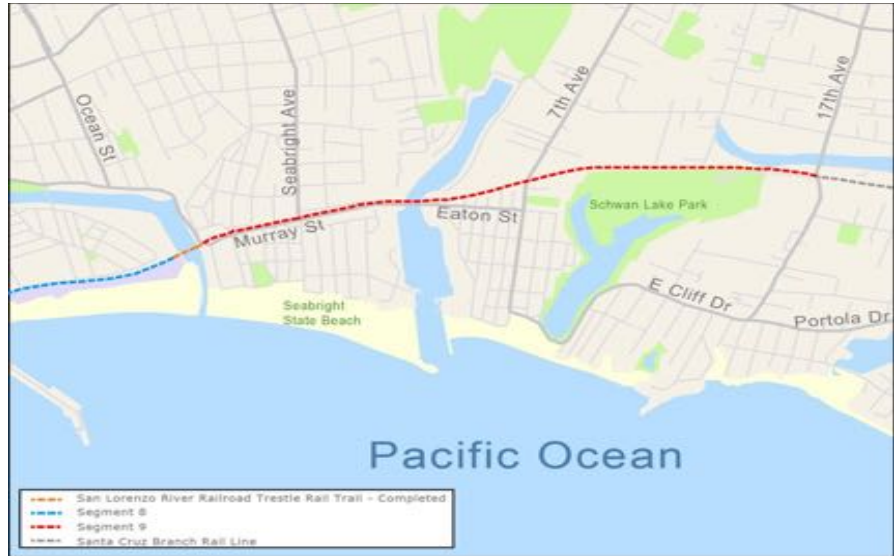 Ocean St
Seabright Ave
7th Ave
17th Ave
Murray St
Eaton St
Schwan Lake Park
Seabright
State Beach
E Cliff Dr
Portola Dr
Pacific Ocean
San Lorenzo River Railroad Trestle Rail Trail - Completed
Segment 8
Segment 9
Santa Cruz Branch Rail Line